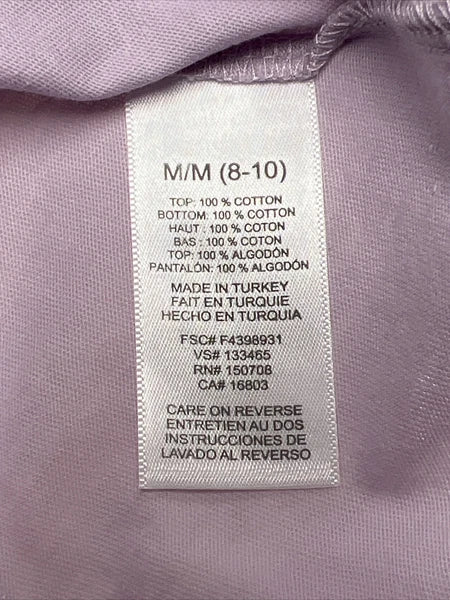 M/M (8-10)
TOP: 100 % COTTON
BOTTOM: 100 % COTTON
HAUT : 100 % COTON
BAS : 100 % COTON
TOP: 100 % ALGODÓN
PANTALÓN: 100 % ALGODÓN
MADE IN TURKEY
FAIT EN TURQUIE
HECHO EN TURQUIA
FSC# F4398931
VS# 133465
RN# 150708
CA# 16803
CARE ON REVERSE
ENTRETIEN AU DOS
INSTRUCCIONES DE
LAVADO AL REVERSO